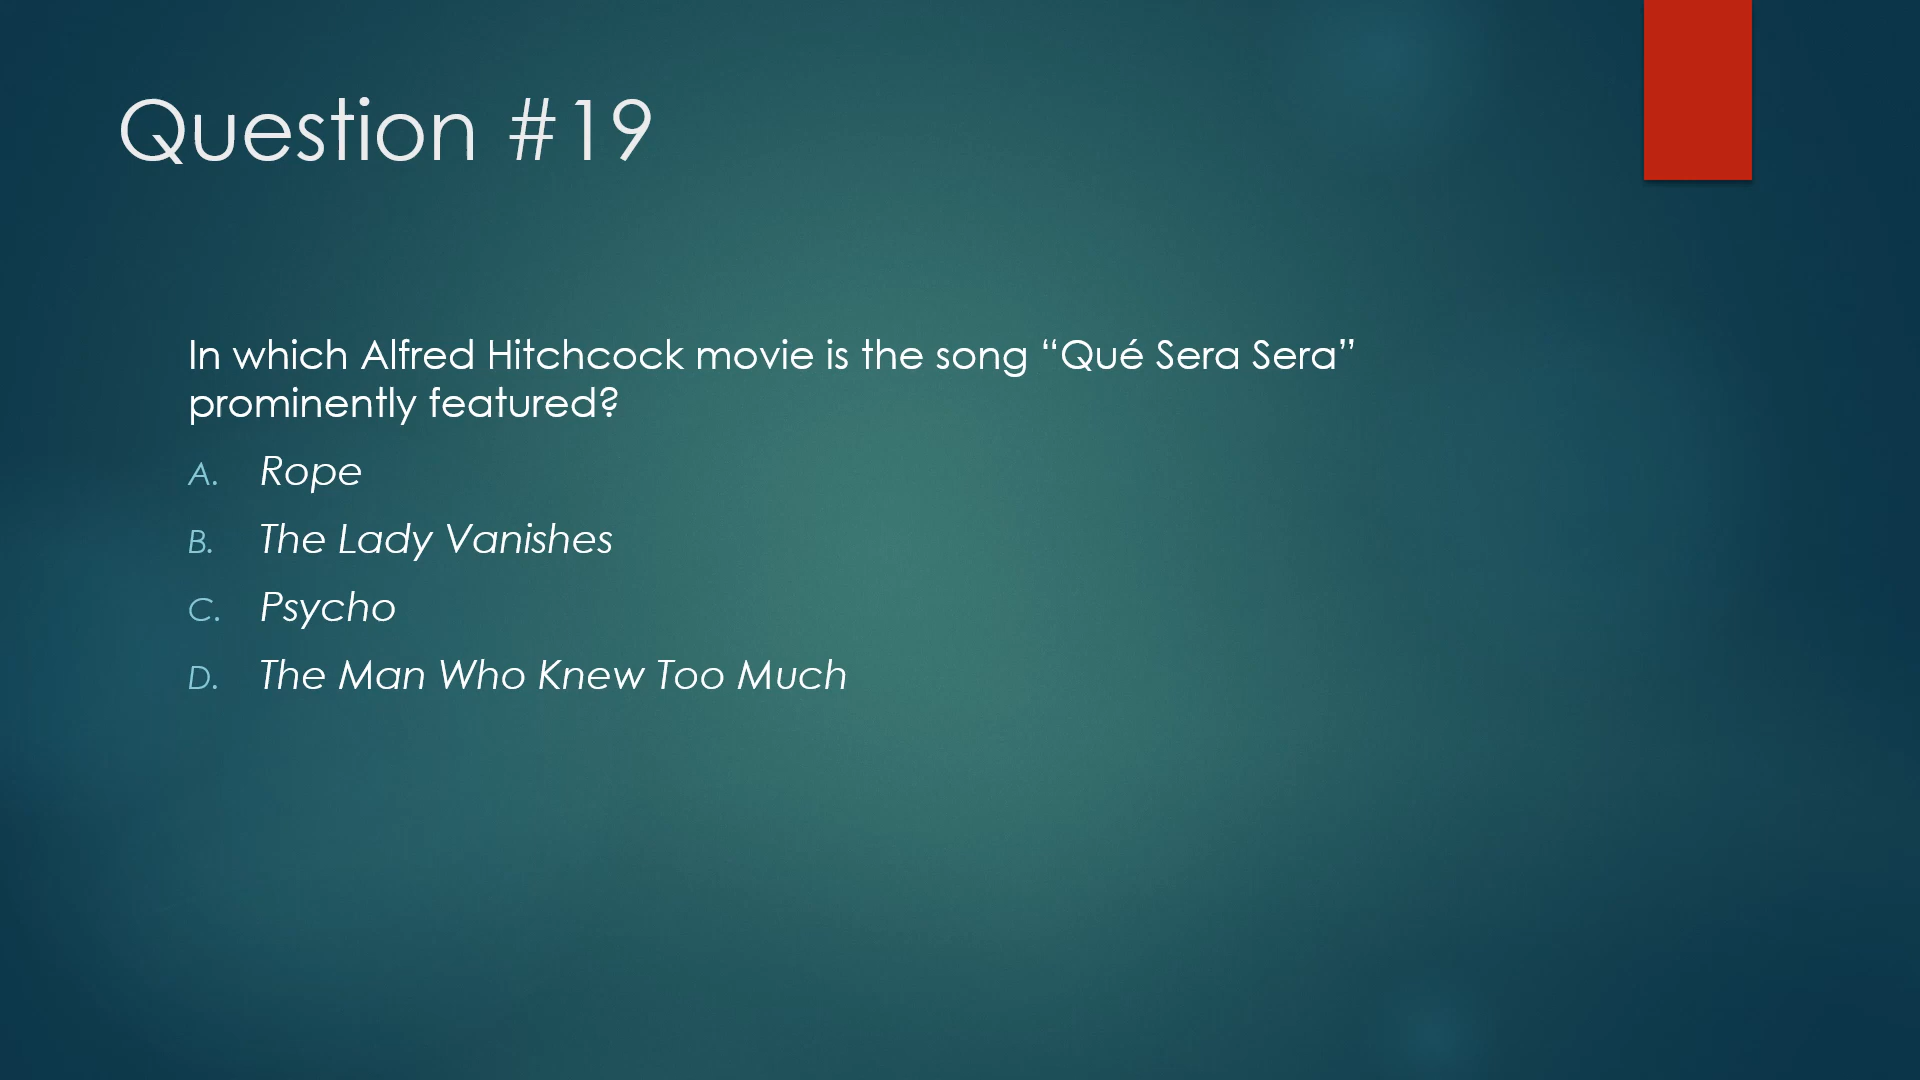 Question #19
In which Alfred Hitchcock movie is the song “Qué Sera Sera”
prominently featured?
A. Rope
B. The Lady Vanishes
C. Psycho
D. The Man Who Knew Too Much